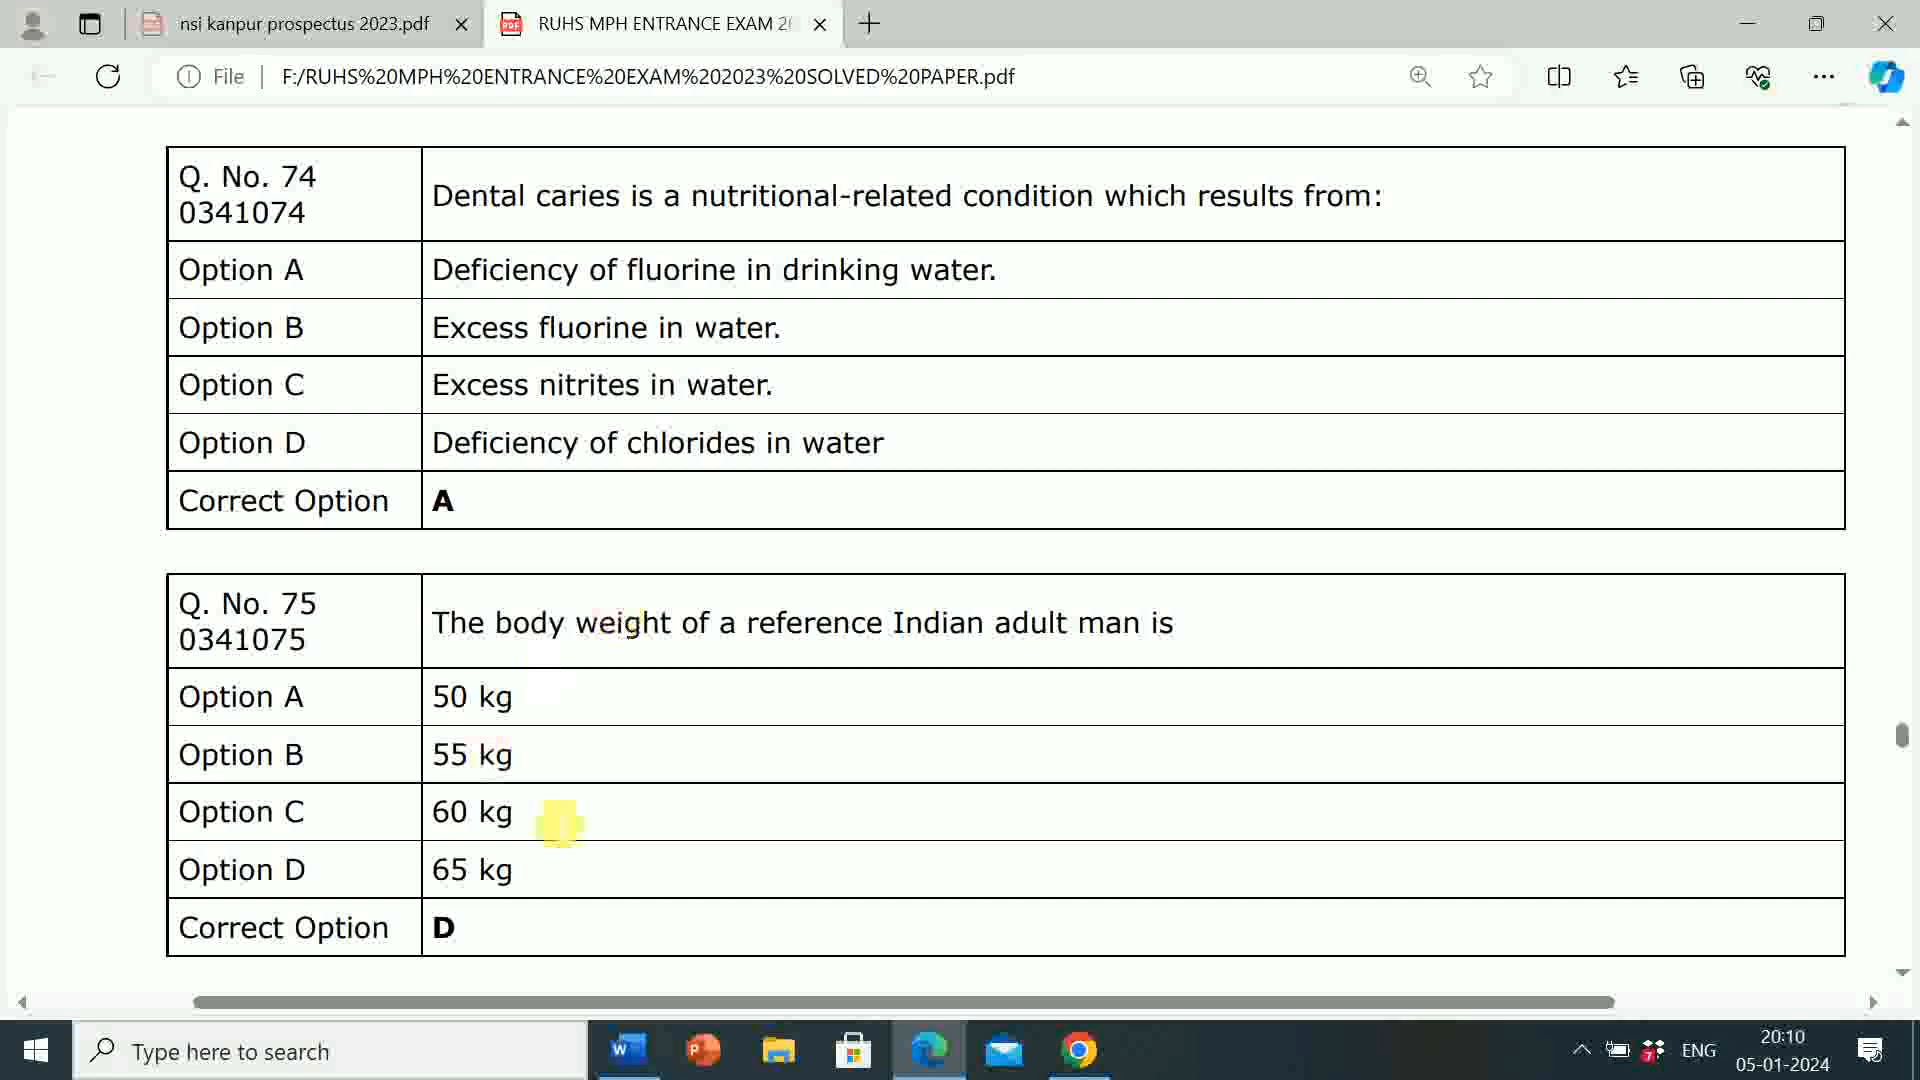 nsi kanpur prospectus 2023.pdf
RUHS MPH ENTRANCE EXAM
File
F:/RUHS%20MPH%20ENTRANCE%20EXAM%202023%20SOLVED%20PAPER.pdf
Q. No. 74
0341074
Dental caries is a nutritional-related condition which results from:
Option A Deficiency of fluorine in drinking water.
Option B Excess fluorine in water.
Option C Excess nitrites in water.
Option D Deficiency of chlorides in water
Correct Option A
Q. No. 75
0341075
The body weight of a reference Indian adult man is
Option A 50 kg
Option B 55 kg
Option C 60 kg
Option D 65 kg
Correct Option D
Type here to search
ENG
20:10
05-01-2024